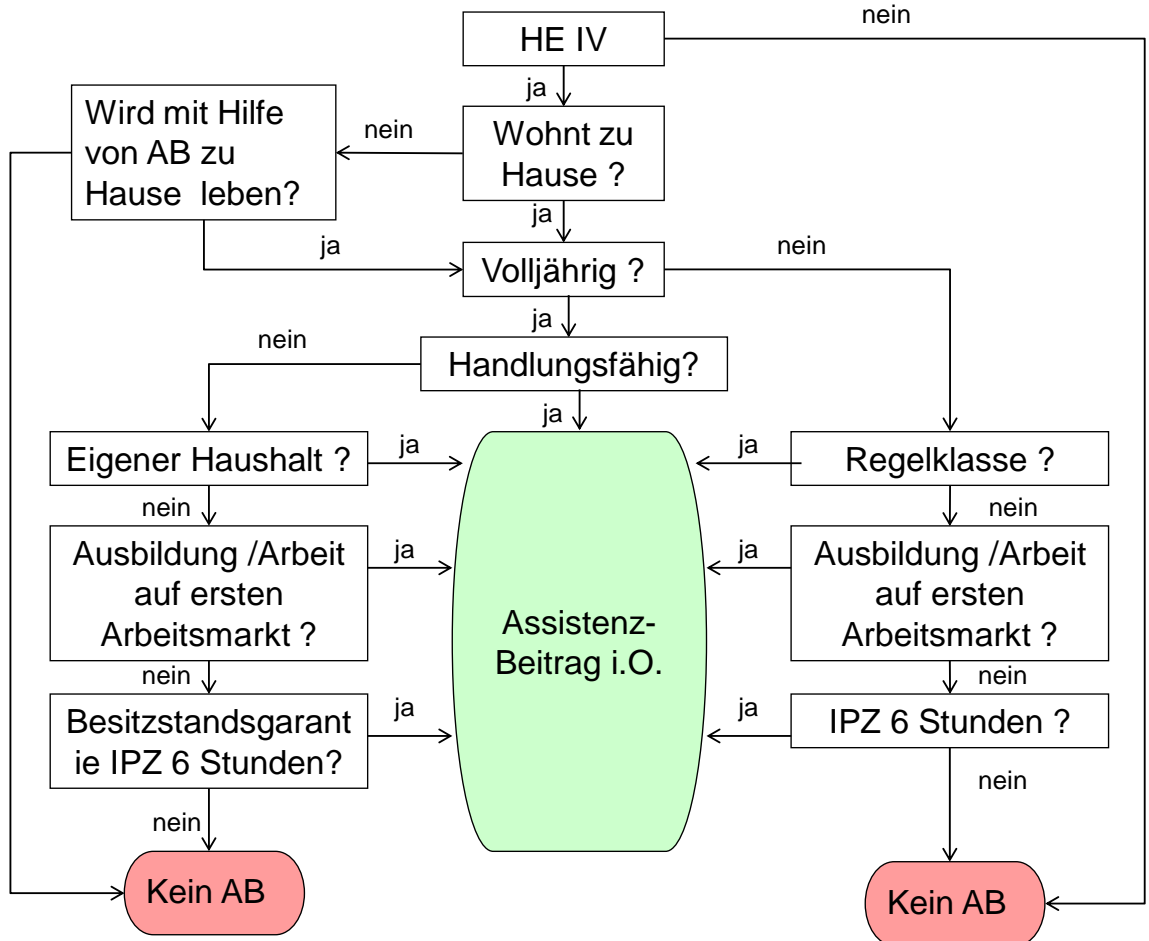 nein
HE IV
ja
Wird mit Hilfe
von AB zu
Hause leben?
nein
Wohnt zu
Hause ?
ja
ja
Volljährig ?
nein
ja
nein
Handlungsfähig?
ja
Eigener Haushalt ?
ja
ja
Regelklasse ?
nein
nein
Ausbildung /Arbeit
auf ersten
Arbeitsmarkt ?
ja
Assistenz-
Beitrag i.O.
ja
Ausbildung /Arbeit
auf ersten
Arbeitsmarkt ?
nein
nein
Besitzstandsgarant
ie IPZ 6 Stunden?
ja
ja
IPZ 6 Stunden ?
nein
nein
Kein AB
Kein AB